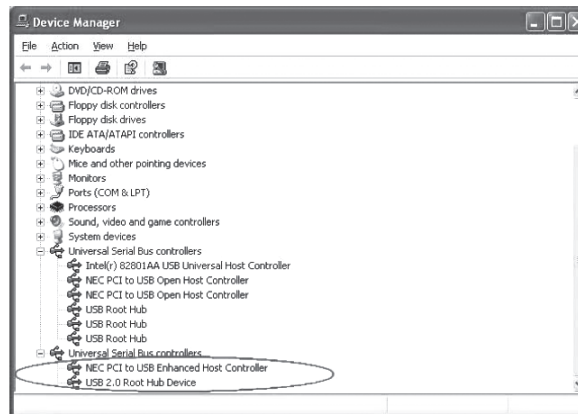 Device Manager
File Action View Help
DVD/CD-ROM drives
Floppy disk controllers
Floppy disk drives
IDE ATA/ATAPI controllers
Keyboards
Mice and other pointing devices
Monitors
Ports (COM & LPT)
Processors
Sound, video and game controllers
System devices
Universal Serial Bus controllers
Intel(r) 82801AA USB Universal Host Controller
NEC PCI to USB Open Host Controller
NEC PCI to USB Open Host Controller
USB Root Hub
USB Root Hub
USB Root Hub
Universal Serial Bus controllers
NEC PCI to USB Enhanced Host Controller
USB 2.0 Root Hub Device